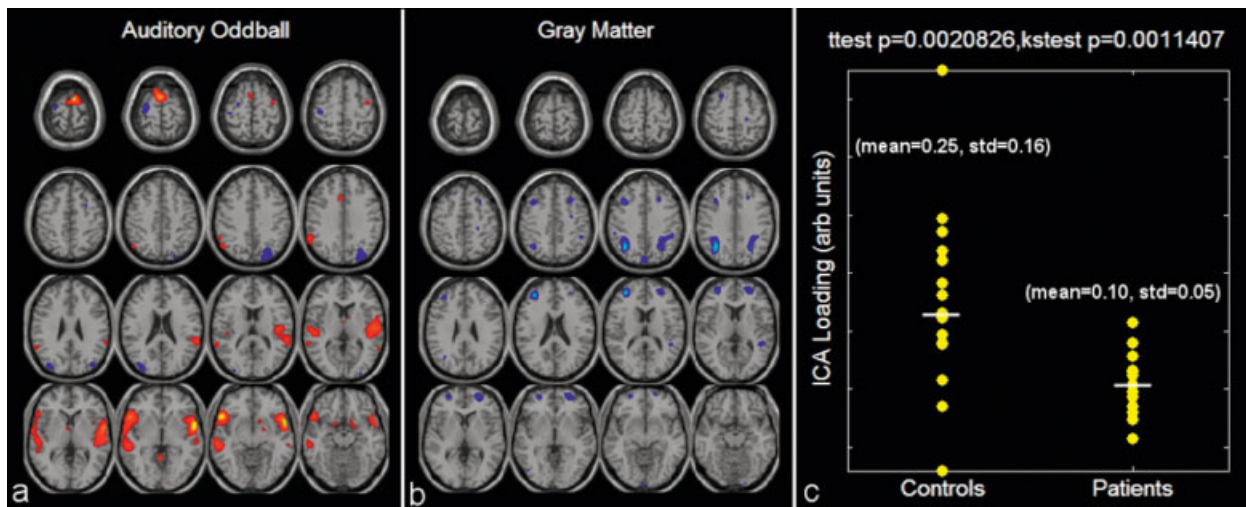 Auditory Oddball
a
Gray Matter
b
ttest p=0.0020826,kstest p=0.0011407
(mean=0.25, std=0.16)
(mean=0.10, std=0.05)
ICA Loading (arb units)
Controls
Patients
c